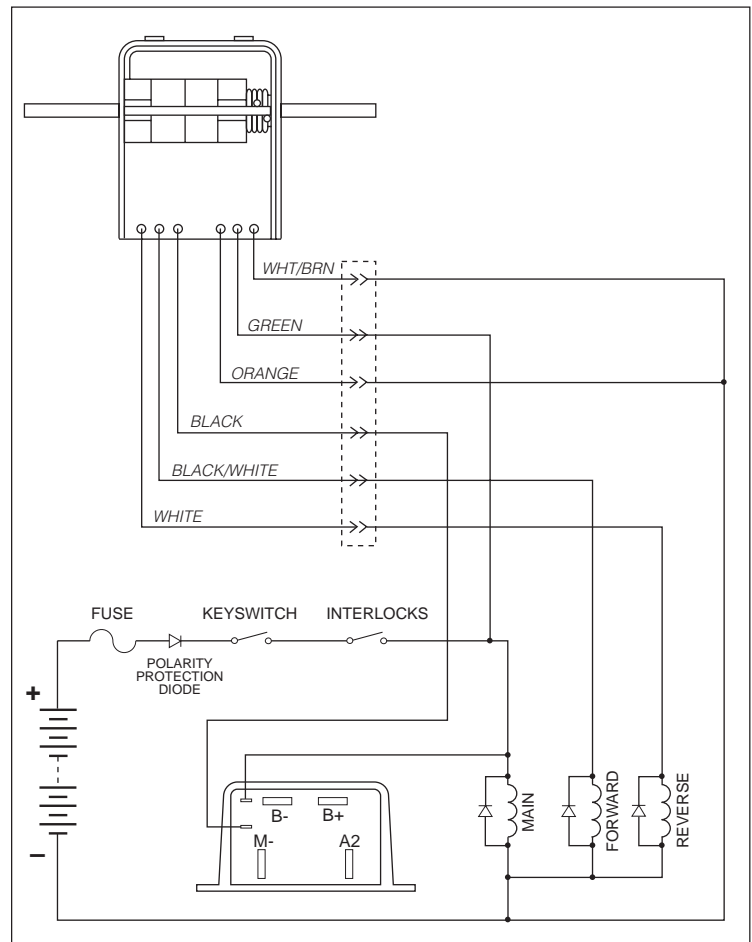 WHT/BRN
GREEN
ORANGE
BLACK
BLACK/WHITE
WHITE
FUSE
KEYSWITCH
INTERLOCKS
POLARITY
PROTECTION
DIODE
+
–
B-
B+
M-
A2
MAIN
FORWARD
REVERSE